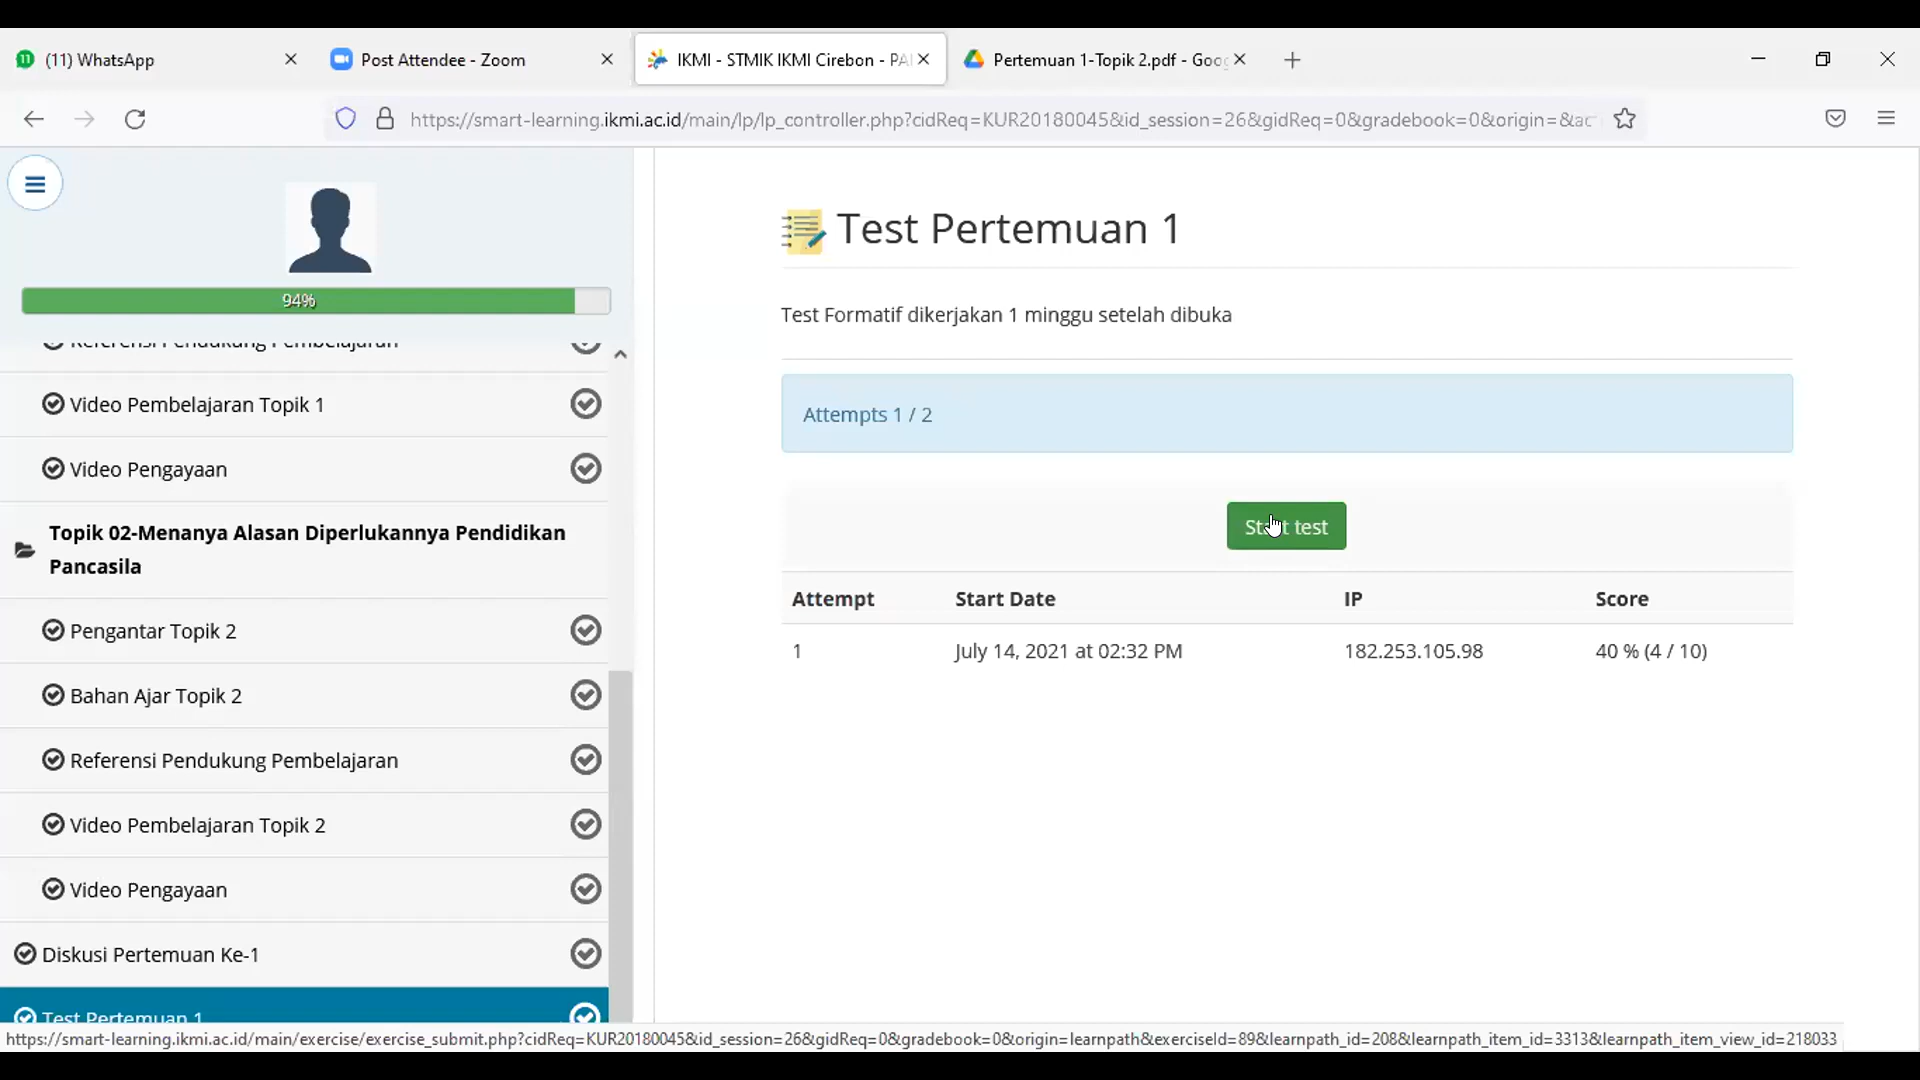 (11) WhatsApp
Post Attendee - Zoom
IKMI - STMIK IKMI Cirebon - PA
Pertemuan 1-Topik 2.pdf - Goo
https://smart-learning.ikmi.ac.id/main/lp/lp_controller.php?cidReq=KUR20180045&id_session=26&gidReq=0&gradebook=0&origin=&ac
94%
Referensi Pendukung Pembelajaran
Video Pembelajaran Topik 1
Video Pengayaan
Topik 02-Menanya Alasan Diperlukannya Pendidikan
Pancasila
Pengantar Topik 2
Bahan Ajar Topik 2
Referensi Pendukung Pembelajaran
Video Pembelajaran Topik 2
Video Pengayaan
Diskusi Pertemuan Ke-1
Test Pertemuan 1
Test Pertemuan 1
Test Formatif dikerjakan 1 minggu setelah dibuka
Attempts 1 / 2
Start test
Attempt Start Date IP Score
1 July 14, 2021 at 02:32 PM 182.253.105.98 40 % (4 / 10)
https://smart-learning.ikmi.ac.id/main/exercise/exercise_submit.php?cidReq=KUR20180045&id_session=26&gidReq=0&gradebook=0&origin=learnpath&exerciseId=89&learnpath_id=208&learnpath_item_id=3313&learnpath_item_view_id=218033